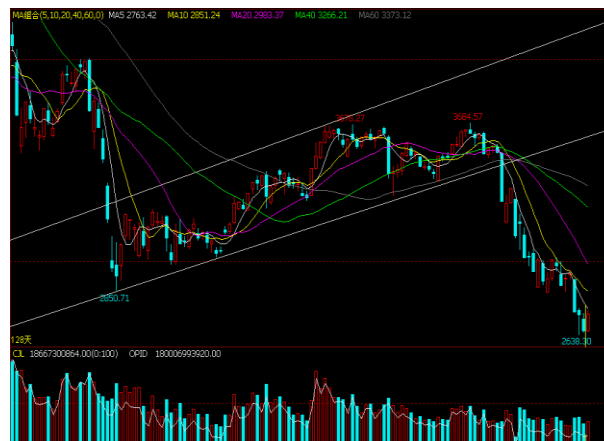 MA组合(5,10,20,40,60,0) MA5 2763.42 MA10 2851.24 MA20 2983.37 MA40 3266.21 MA60 3373.12
3678.27
3684.57
2850.71
128天
2638.30
CJL 18667300864.00(0:100) OPID 180006993920.00